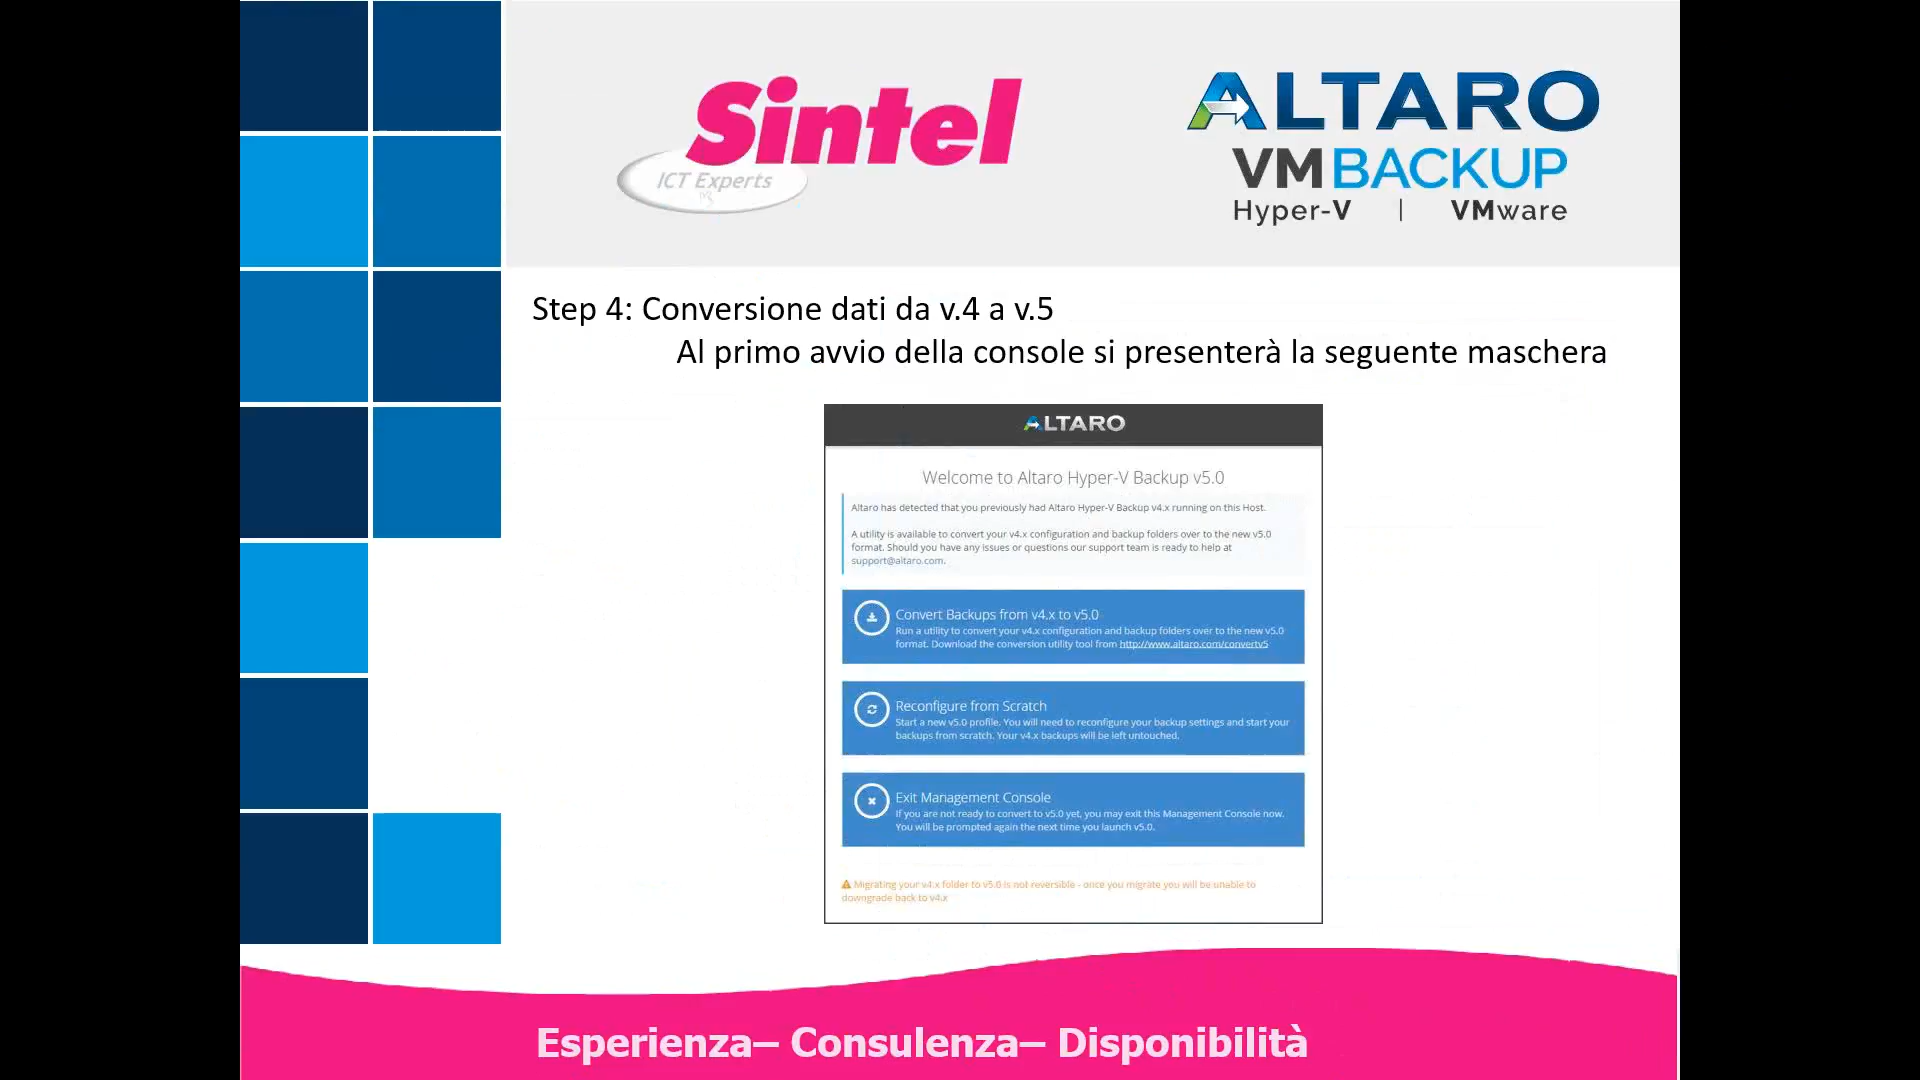 Sintel
ICT Experts
ALTARO
VMBACKUP
Hyper-V | VMware
Step 4: Conversione dati da v.4 a v.5
Al primo avvio della console si presenterà la seguente maschera
ALTARO
Welcome to Altaro Hyper-V Backup v5.0
Altaro has detected that you previously had Altaro Hyper-V Backup v4.x running on this Host.
A utility is available to convert your v4.x configuration and backup folders over to the new v5.0
format. Should you have any issues or questions our support team is ready to help at
support@altaro.com.
Convert Backups from v4.x to v5.0
Run a utility to convert your v4.x configuration and backup folders over to the new v5.0
format. Download the conversion utility tool from http://www.altaro.com/convertv5
Reconfigure from Scratch
Start a new v5.0 profile. You will need to reconfigure your backup settings and start your
backups from scratch. Your v4.x backups will be left untouched.
Exit Management Console
If you are not ready to convert to v5.0 yet, you may exit this Management Console now.
You will be prompted again the next time you launch v5.0.
Migrating your v4.x folder to v5.0 is not reversible - once you migrate you will be unable to
downgrade back to v4.x
Esperienza– Consulenza– Disponibilità